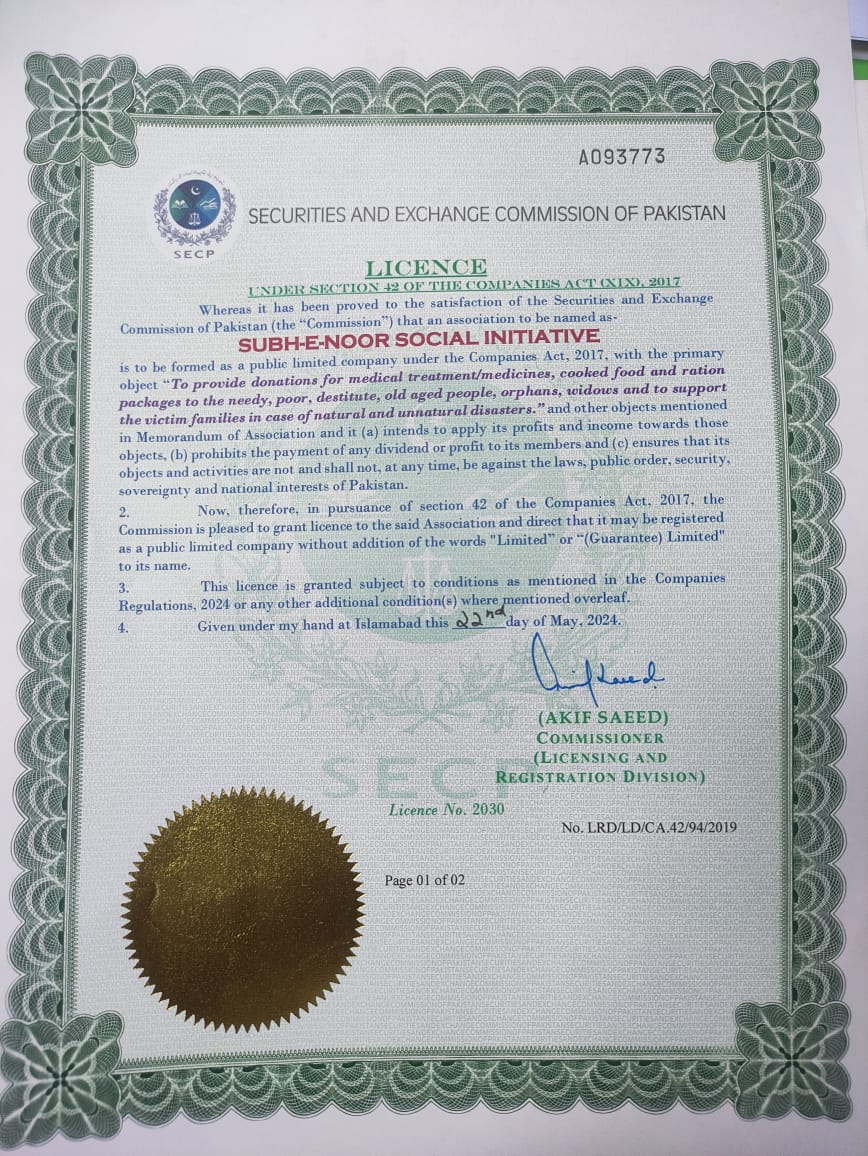 A093773
SECURITIES AND EXCHANGE COMMISSION OF PAKISTAN
SECP
LICENCE
UNDER SECTION 42 OF THE COMPANIES ACT (XIX), 2017
Whereas it has been proved to the satisfaction of the Securities and Exchange
Commission of Pakistan (the “Commission”) that an association to be named as-
SUBH-E-NOOR SOCIAL INITIATIVE
is to be formed as a public limited company under the Companies Act, 2017, with the primary
object “To provide donations for medical treatment/medicines, cooked food and ration
packages to the needy, poor, destitute, old aged people, orphans, widows and to support
the victim families in case of natural and unnatural disasters.” and other objects mentioned
in Memorandum of Association and it (a) intends to apply its profits and income towards those
objects, (b) prohibits the payment of any dividend or profit to its members and (c) ensures that its
objects and activities are not and shall not, at any time, be against the laws, public order, security,
sovereignty and national interests of Pakistan.
2. Now, therefore, in pursuance of section 42 of the Companies Act, 2017, the
Commission is pleased to grant licence to the said Association and direct that it may be registered
as a public limited company without addition of the words "Limited” or “(Guarantee) Limited"
to its name.
3. This licence is granted subject to conditions as mentioned in the Companies
Regulations, 2024 or any other additional condition(s) where mentioned overleaf.
4. Given under my hand at Islamabad this 22nd day of May, 2024.
(AKIF SAEED)
COMMISSIONER
(LICENSING AND
REGISTRATION DIVISION)
SECP
Licence No. 2030
No. LRD/LD/CA.42/94/2019
Page 01 of 02